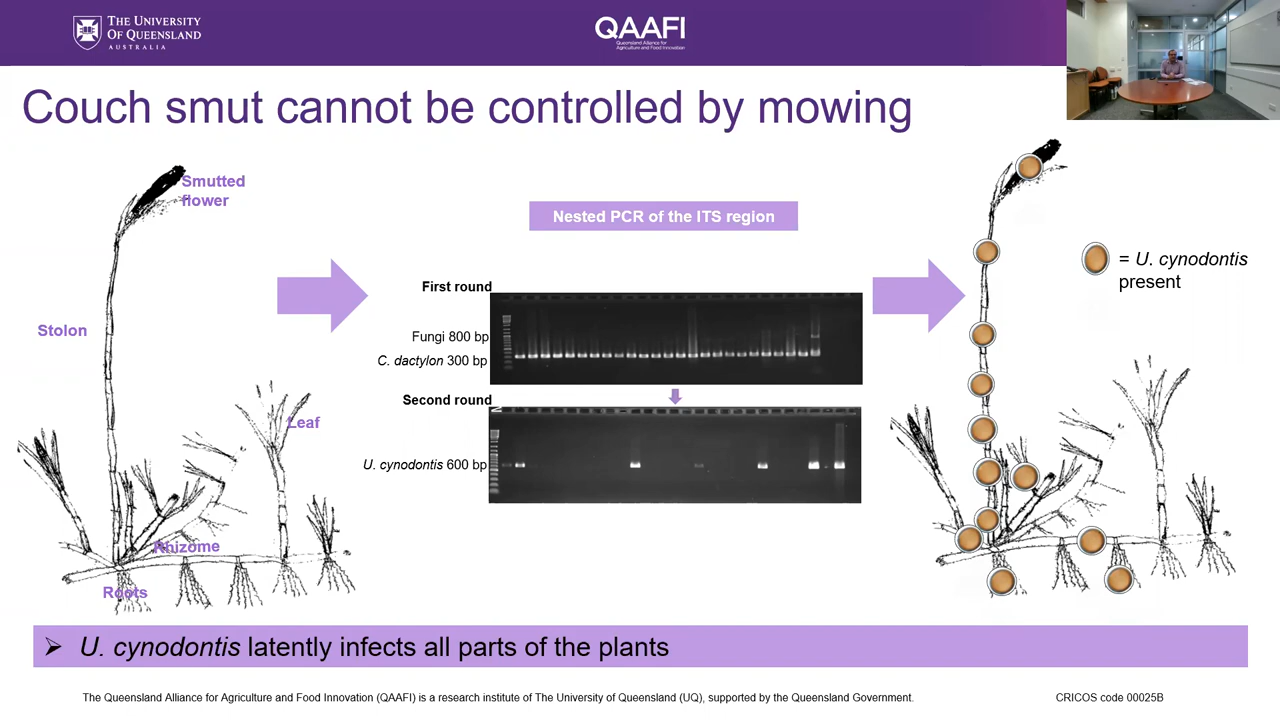 THE UNIVERSITY
OF QUEENSLAND
AUSTRALIA
QAAFI
Queensland Alliance for
Agriculture and Food Innovation
Couch smut cannot be controlled by mowing
Smutted
flower
Stolon
Leaf
Rhizome
Roots
Nested PCR of the ITS region
First round
Fungi 800 bp
C. dactylon 300 bp
Second round
U. cynodontis 600 bp
= U. cynodontis
present
➢ U. cynodontis latently infects all parts of the plants
The Queensland Alliance for Agriculture and Food Innovation (QAAFI) is a research institute of The University of Queensland (UQ), supported by the Queensland Government.
CRICOS code 00025B